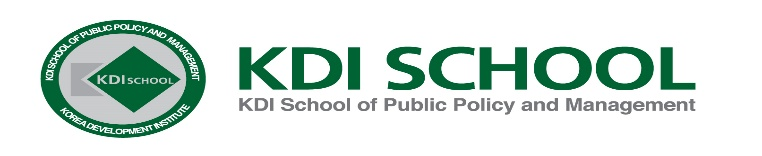 KDI SCHOOL OF PUBLIC POLICY AND MANAGEMENT
KDI SCHOOL
KOREA DEVELOPMENT INSTITUTE
KDI SCHOOL
KDI School of Public Policy and Management